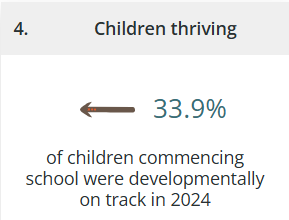 4. Children thriving
33.9%
of children commencing
school were developmentally
on track in 2024